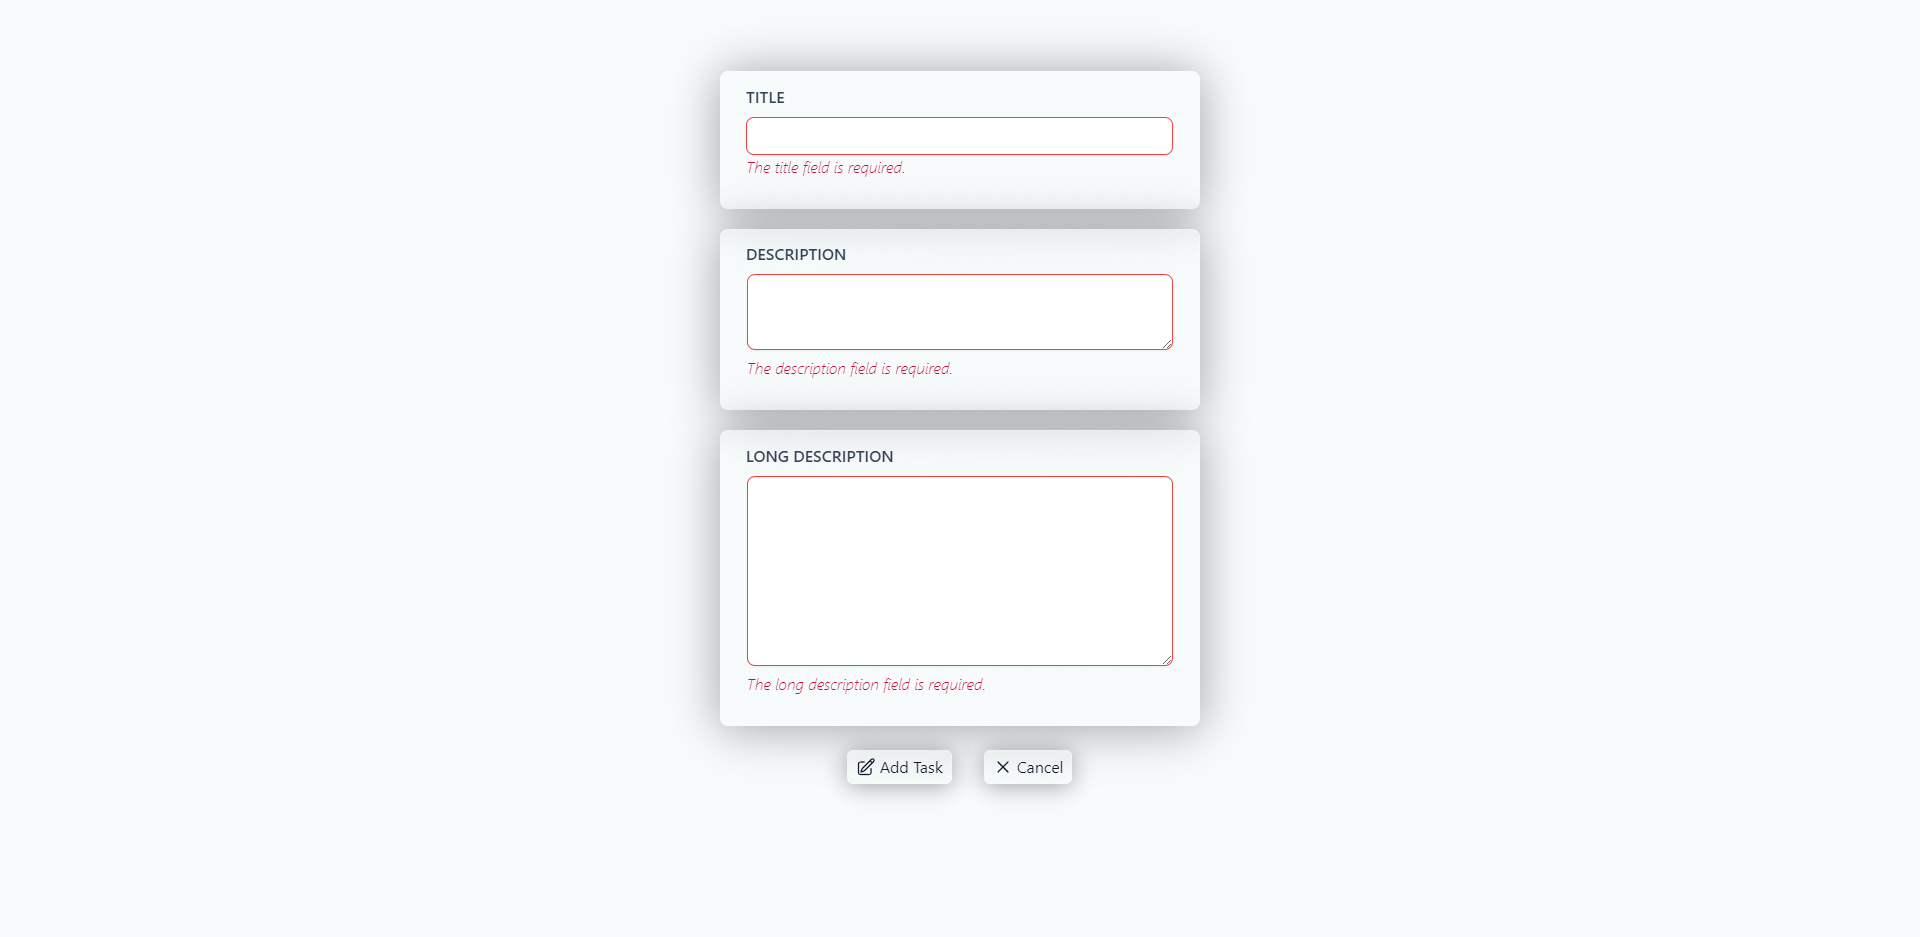 TITLE
The title field is required.
DESCRIPTION
The description field is required.
LONG DESCRIPTION
The long description field is required.
Add Task
Cancel